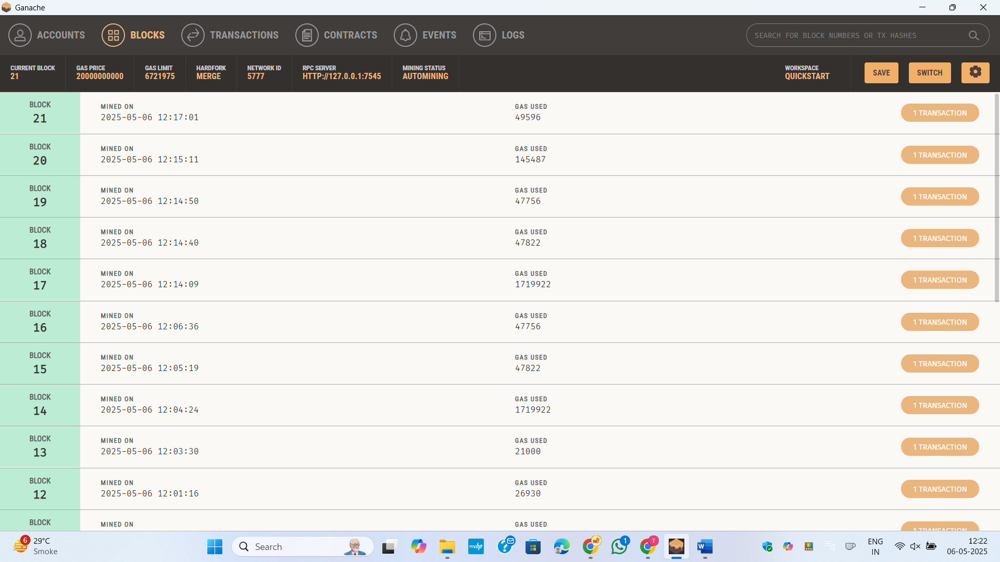 Ganache
ACCOUNTS
BLOCKS
TRANSACTIONS
CONTRACTS
EVENTS
LOGS
SEARCH FOR BLOCK NUMBERS OR TX HASHES
CURRENT BLOCK
21
GAS PRICE
20000000000
GAS LIMIT
6721975
HARDFORK
MERGE
NETWORK ID
5777
RPC SERVER
HTTP://127.0.0.1:7545
MINING STATUS
AUTOMINING
WORKSPACE
QUICKSTART
SAVE
SWITCH
BLOCK
21
MINED ON
2025-05-06 12:17:01
GAS USED
49596
1 TRANSACTION
BLOCK
20
MINED ON
2025-05-06 12:15:11
GAS USED
145487
1 TRANSACTION
BLOCK
19
MINED ON
2025-05-06 12:14:50
GAS USED
47756
1 TRANSACTION
BLOCK
18
MINED ON
2025-05-06 12:14:40
GAS USED
47822
1 TRANSACTION
BLOCK
17
MINED ON
2025-05-06 12:14:09
GAS USED
1719922
1 TRANSACTION
BLOCK
16
MINED ON
2025-05-06 12:06:36
GAS USED
47756
1 TRANSACTION
BLOCK
15
MINED ON
2025-05-06 12:05:19
GAS USED
47822
1 TRANSACTION
BLOCK
14
MINED ON
2025-05-06 12:04:24
GAS USED
1719922
1 TRANSACTION
BLOCK
13
MINED ON
2025-05-06 12:03:30
GAS USED
21000
1 TRANSACTION
BLOCK
12
MINED ON
2025-05-06 12:01:16
GAS USED
26930
1 TRANSACTION
BLOCK
MINED ON
GAS USED
1 TRANSACTION
6
29°C
Smoke
Search
myhp
1
T
W
ENG
IN
12:22
06-05-2025